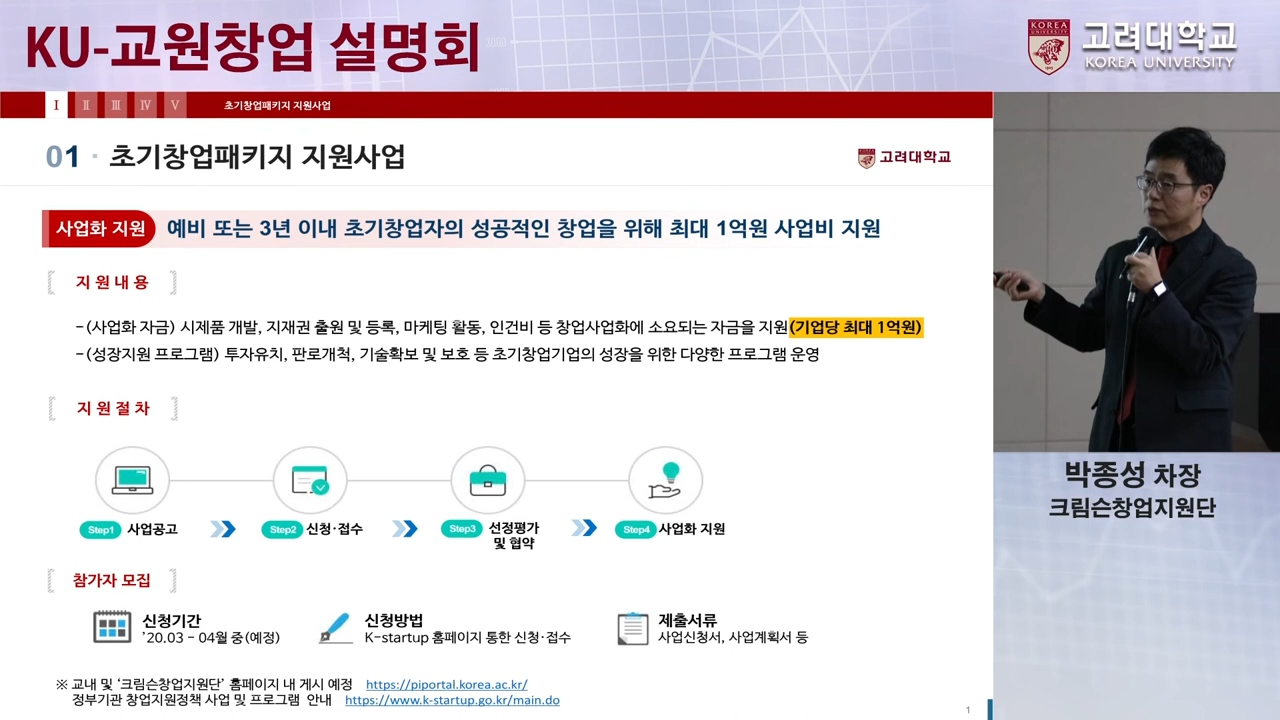 KU-교원창업 설명회
KOREA UNIVERSITY
고려대학교
KOREA UNIVERSITY
Ⅰ Ⅱ Ⅲ Ⅳ Ⅴ 초기창업패키지 지원사업
01 · 초기창업패키지 지원사업
고려대학교
사업화 지원 예비 또는 3년 이내 초기창업자의 성공적인 창업을 위해 최대 1억원 사업비 지원
지 원 내 용
-(사업화 자금) 시제품 개발, 지재권 출원 및 등록, 마케팅 활동, 인건비 등 창업사업화에 소요되는 자금을 지원(기업당 최대 1억원)
-(성장지원 프로그램) 투자유치, 판로개척, 기술확보 및 보호 등 초기창업기업의 성장을 위한 다양한 프로그램 운영
지 원 절 차
Step1 사업공고 Step2 신청·접수 Step3 선정평가 및 협약 Step4 사업화 지원
참가자 모집
신청기간
'20.03 - 04월 중(예정)
신청방법
K-startup 홈페이지 통한 신청·접수
제출서류
사업신청서, 사업계획서 등
※ 교내 및 '크림슨창업지원단' 홈페이지 내 게시 예정 https://piportal.korea.ac.kr/
정부기관 창업지원정책 사업 및 프로그램 안내 https://www.k-startup.go.kr/main.do
1
박종성 차장
크림슨창업지원단